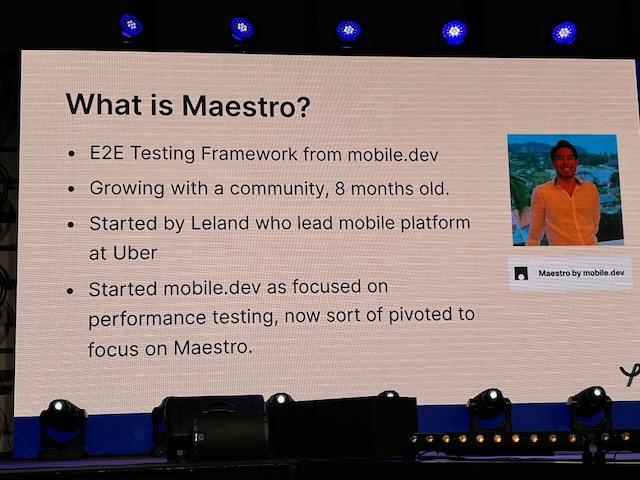 What is Maestro?
• E2E Testing Framework from mobile.dev
• Growing with a community, 8 months old.
• Started by Leland who lead mobile platform
at Uber
• Started mobile.dev as focused on
performance testing, now sort of pivoted to
focus on Maestro.
Maestro by mobile.dev